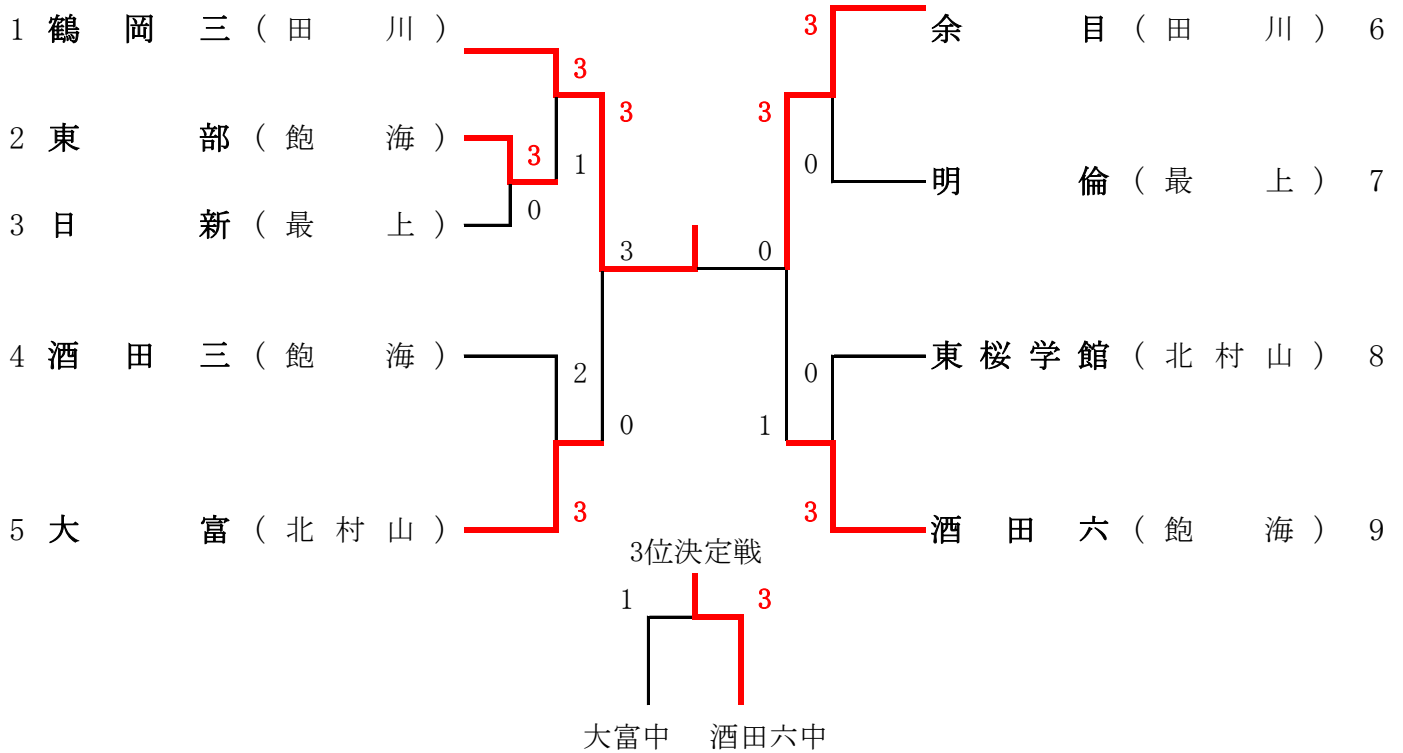 1 鶴岡三(田川)
3
余目(田川) 6
3
3
3
2 東部(飽海)
3
1
0
明倫(最上) 7
3 日新(最上)
0
3
0
4 酒田三(飽海)
2
0
東桜学館(北村山) 8
0
1
5 大富(北村山)
3
3
酒田六(飽海) 9
3位決定戦
1
3
大富中 酒田六中